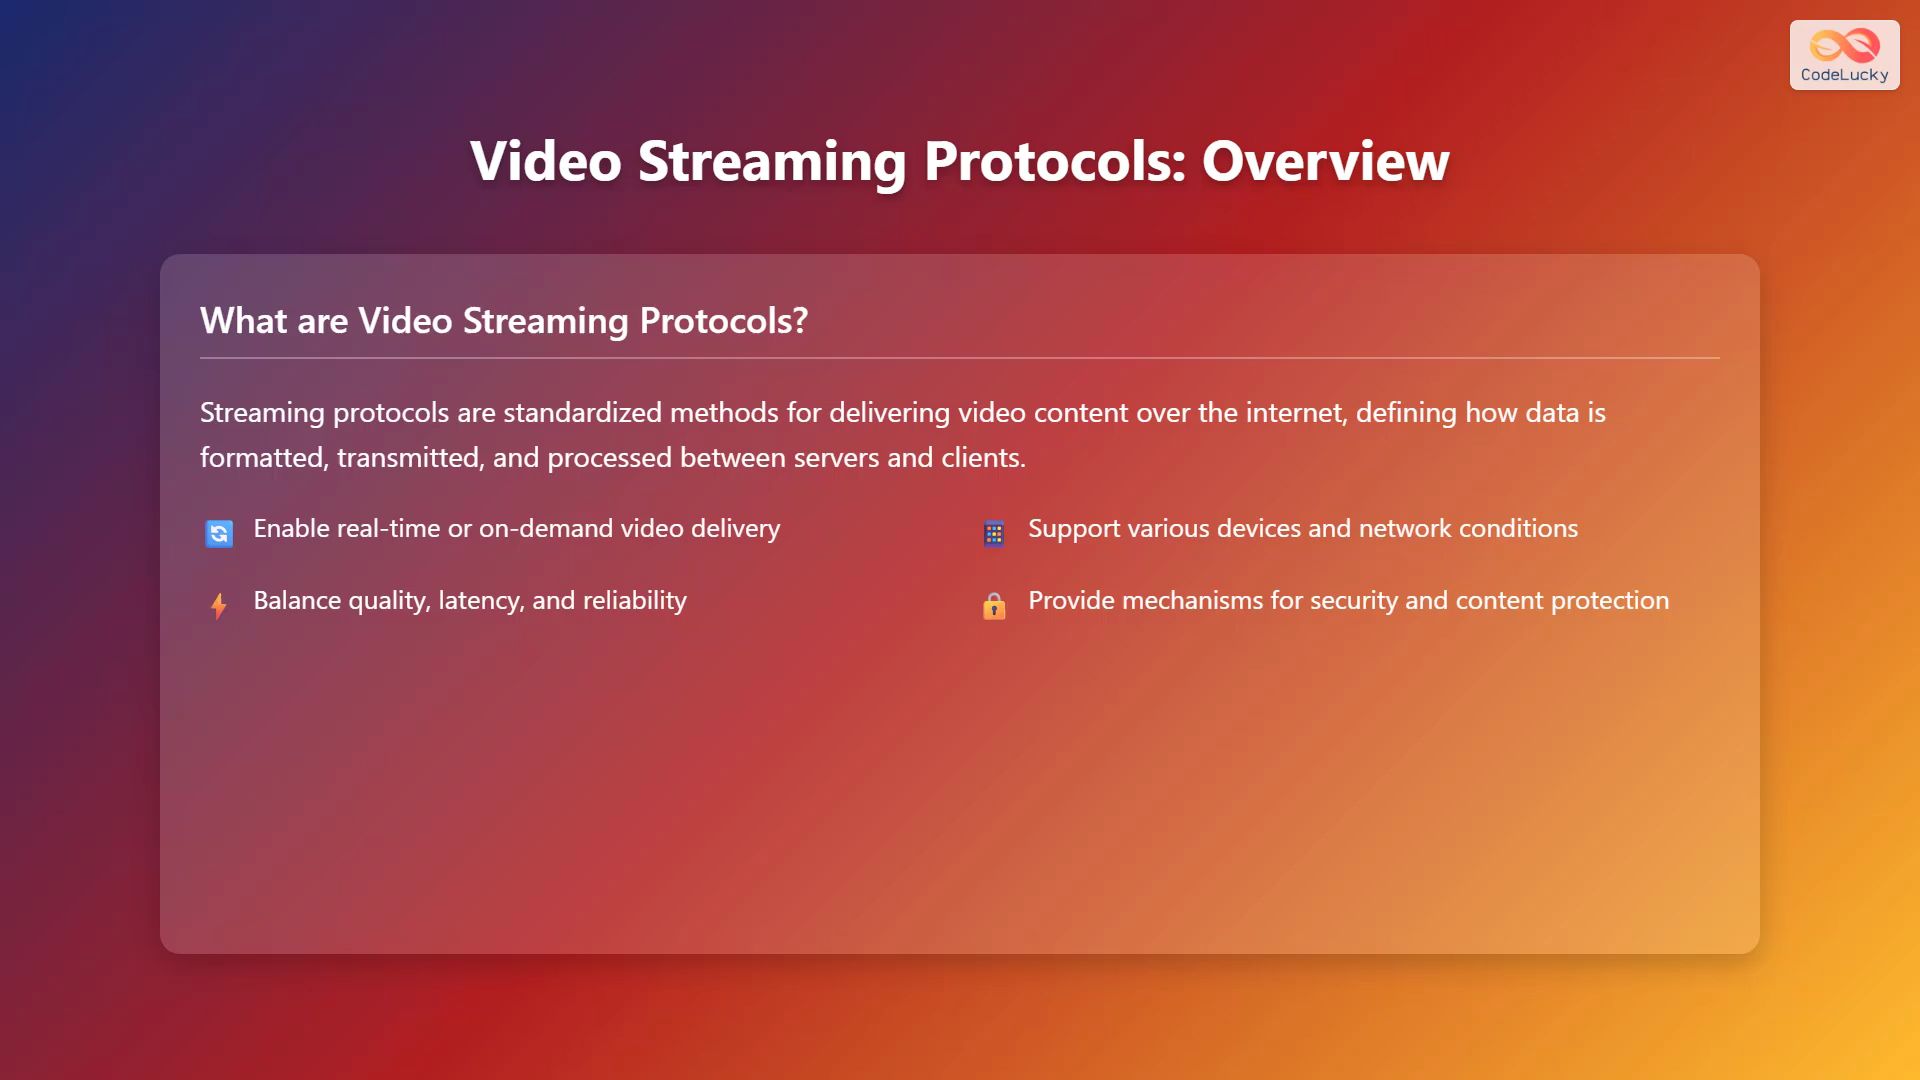 CodeLucky
Video Streaming Protocols: Overview
What are Video Streaming Protocols?
Streaming protocols are standardized methods for delivering video content over the internet, defining how data is
formatted, transmitted, and processed between servers and clients.
Enable real-time or on-demand video delivery
Support various devices and network conditions
Balance quality, latency, and reliability
Provide mechanisms for security and content protection